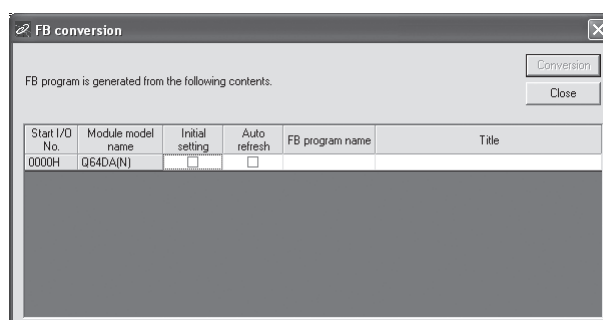 FB conversion
Conversion
FB program is generated from the following contents.
Close
Start I/O No. Module model name Initial setting Auto refresh FB program name Title
0000H Q64DA(N)